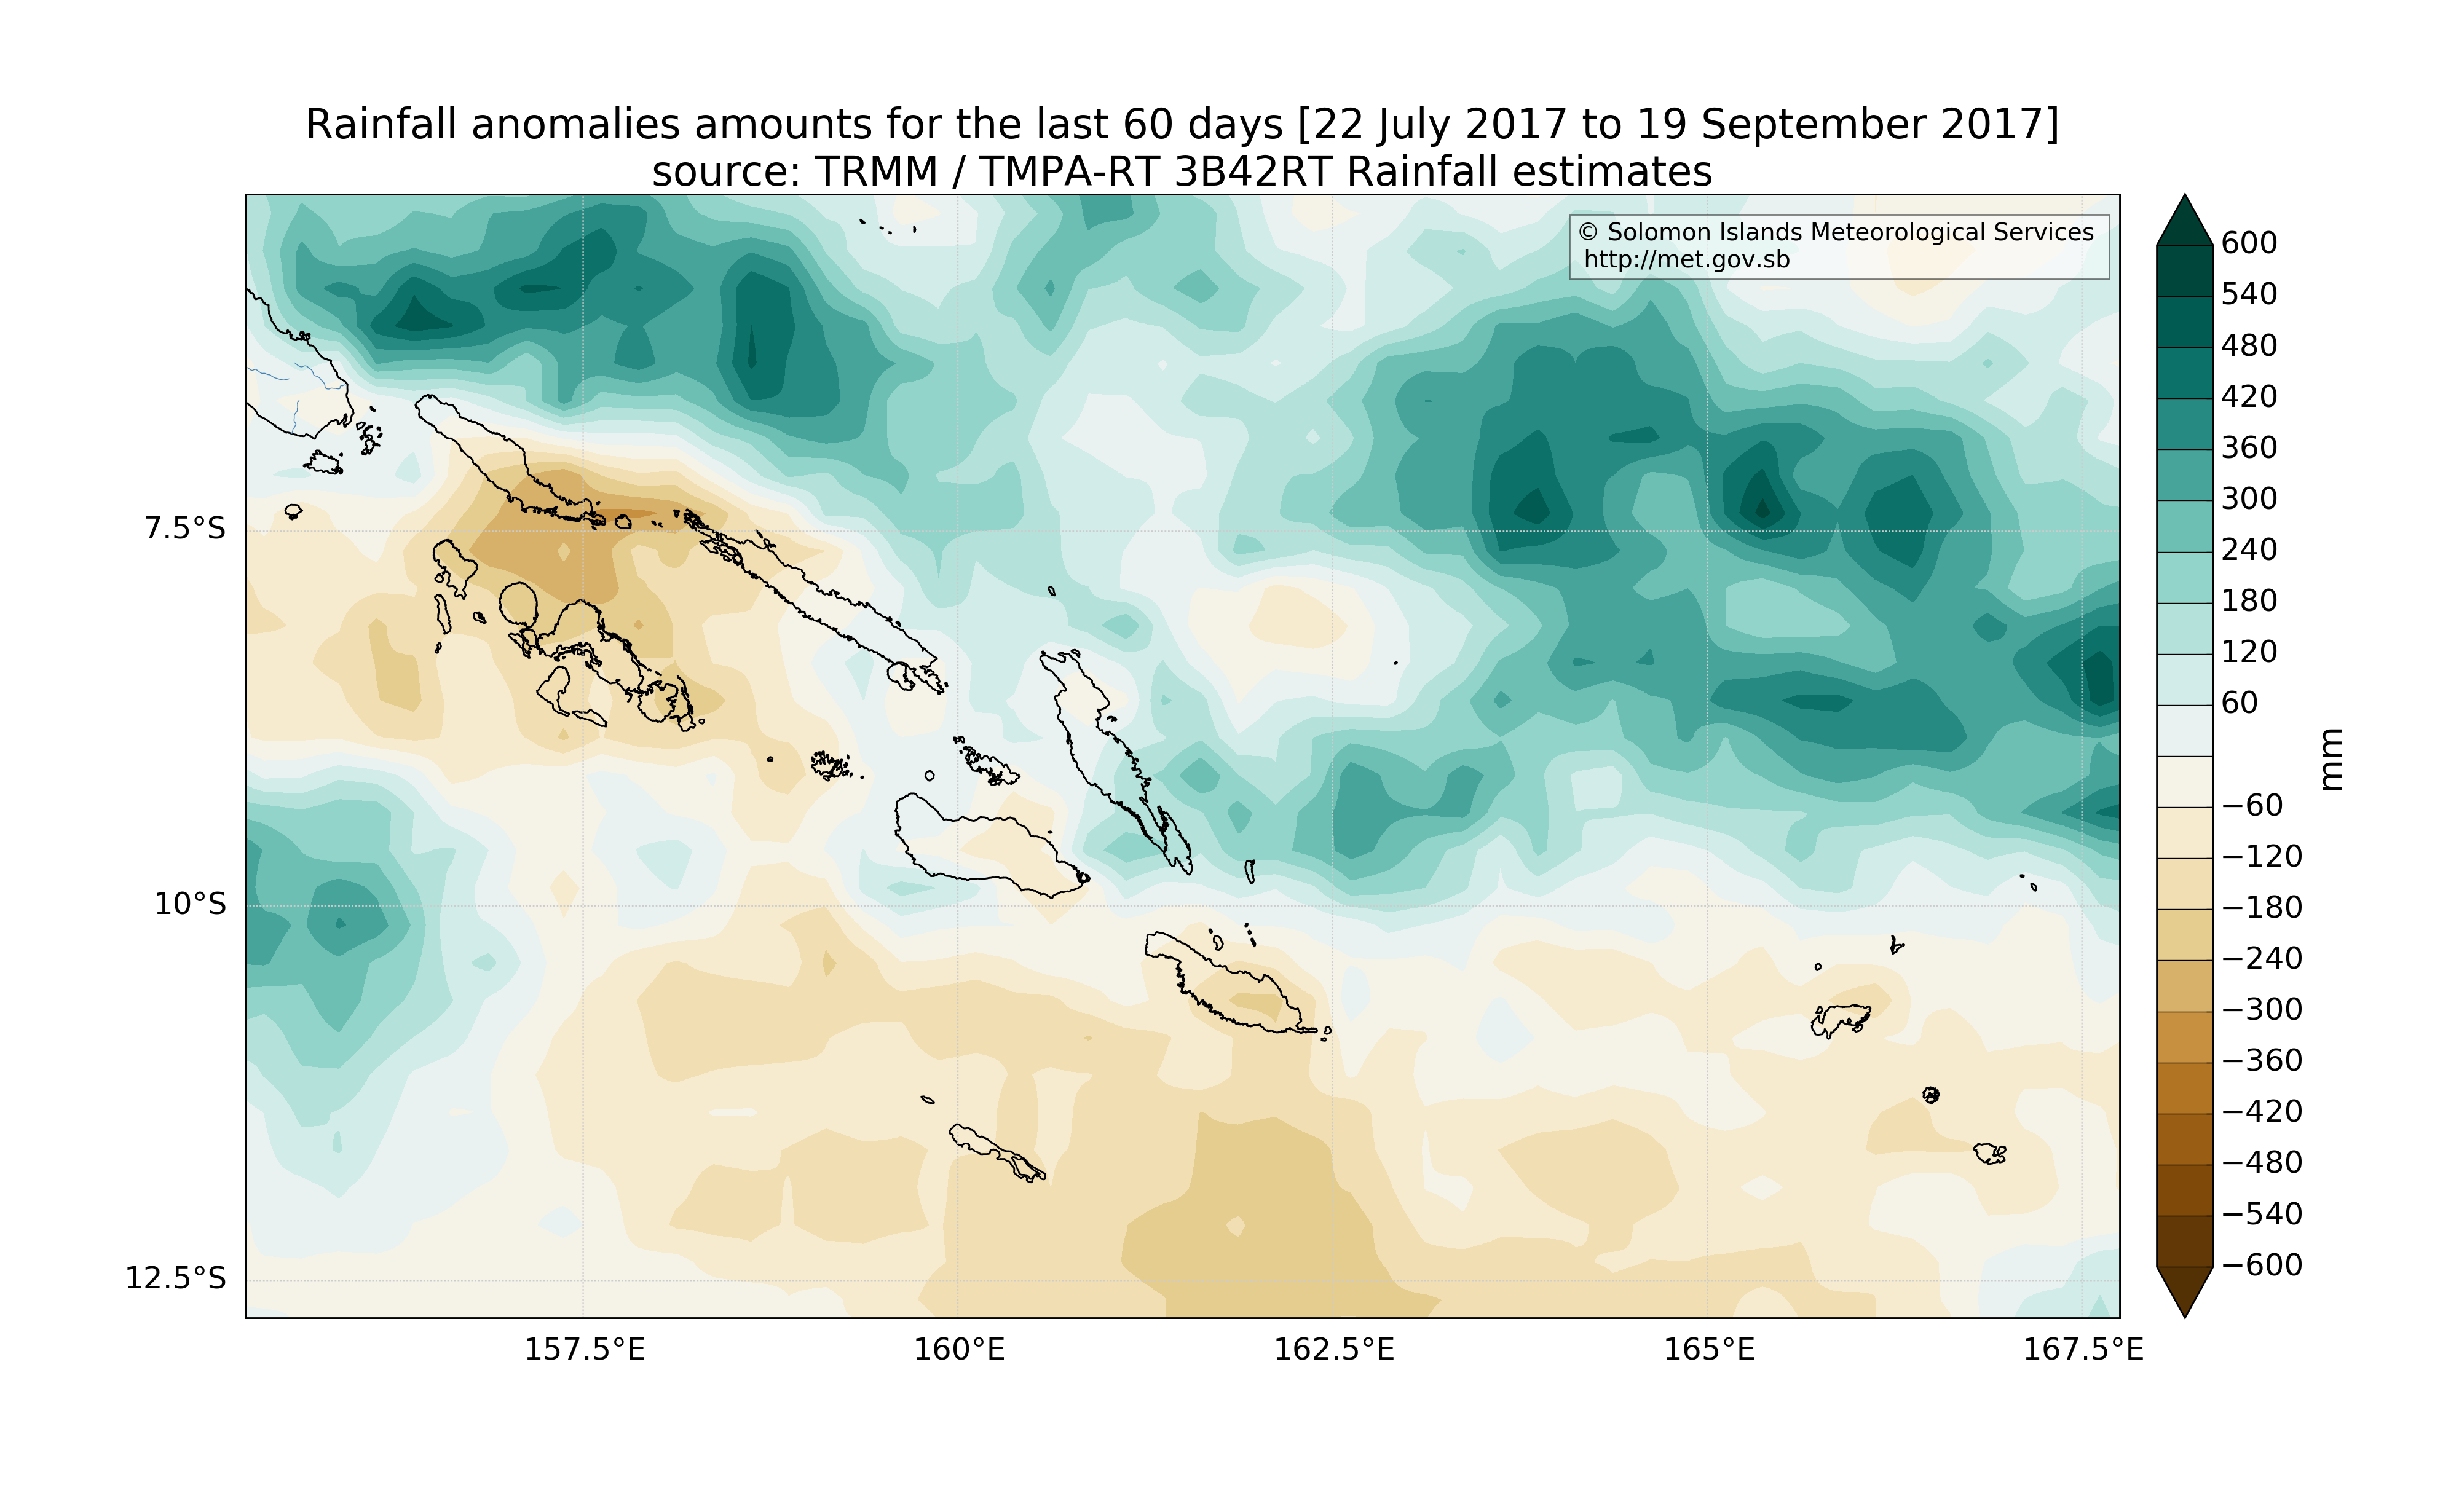 Rainfall anomalies amounts for the last 60 days [22 July 2017 to 19 September 2017]
source: TRMM / TMPA-RT 3B42RT Rainfall estimates
© Solomon Islands Meteorological Services
http://met.gov.sb
7.5°S
10°S
12.5°S
157.5°E
160°E
162.5°E
165°E
167.5°E
600
540
480
420
360
300
240
180
120
60
−60
−120
−180
−240
−300
−360
−420
−480
−540
−600
mm